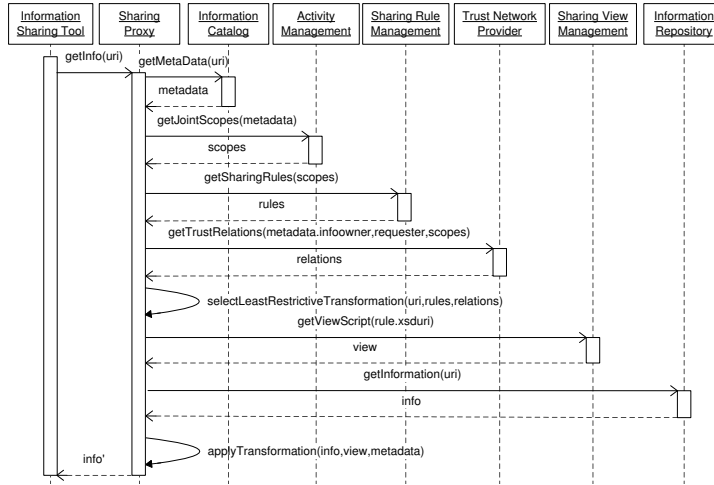 Information Sharing Tool
Sharing Proxy
Information Catalog
Activity Management
Sharing Rule Management
Trust Network Provider
Sharing View Management
Information Repository
getInfo(uri)
getMetaData(uri)
metadata
getJointScopes(metadata)
scopes
getSharingRules(scopes)
rules
getTrustRelations(metadata.infoowner,requester,scopes)
relations
selectLeastRestrictiveTransformation(uri,rules,relations)
getViewScript(rule.xsduri)
view
getInformation(uri)
info
applyTransformation(info,view,metadata)
info'